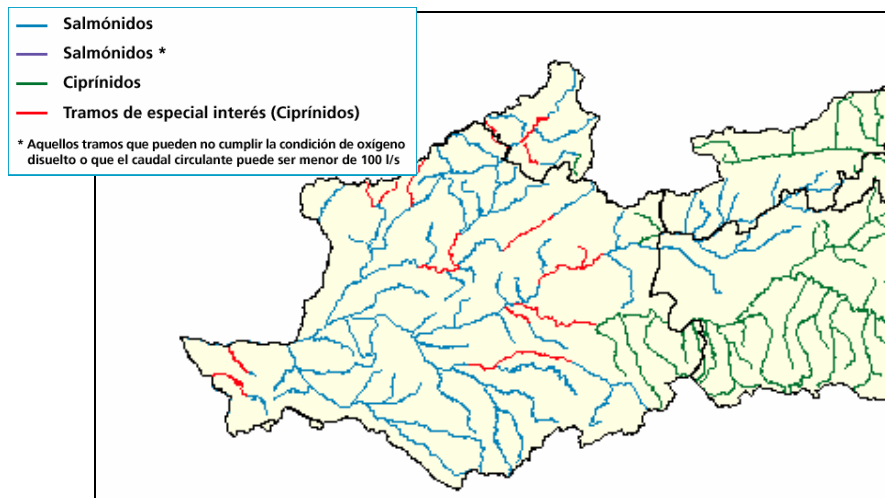 Salmónidos
Salmónidos *
Ciprínidos
Tramos de especial interés (Ciprínidos)
* Aquellos tramos que pueden no cumplir la condición de oxígeno
disuelto o que el caudal circulante puede ser menor de 100 l/s